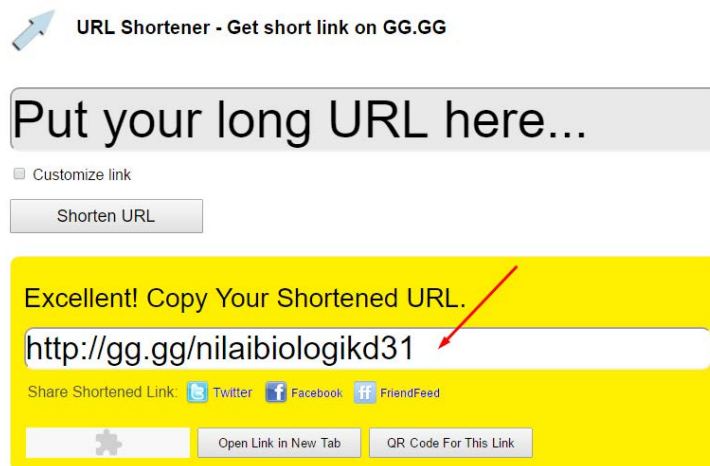 URL Shortener - Get short link on GG.GG
Put your long URL here...
Customize link
Shorten URL
Excellent! Copy Your Shortened URL.
http://gg.gg/nilaibiologikd31
Share Shortened Link: Twitter Facebook FriendFeed
Open Link in New Tab QR Code For This Link